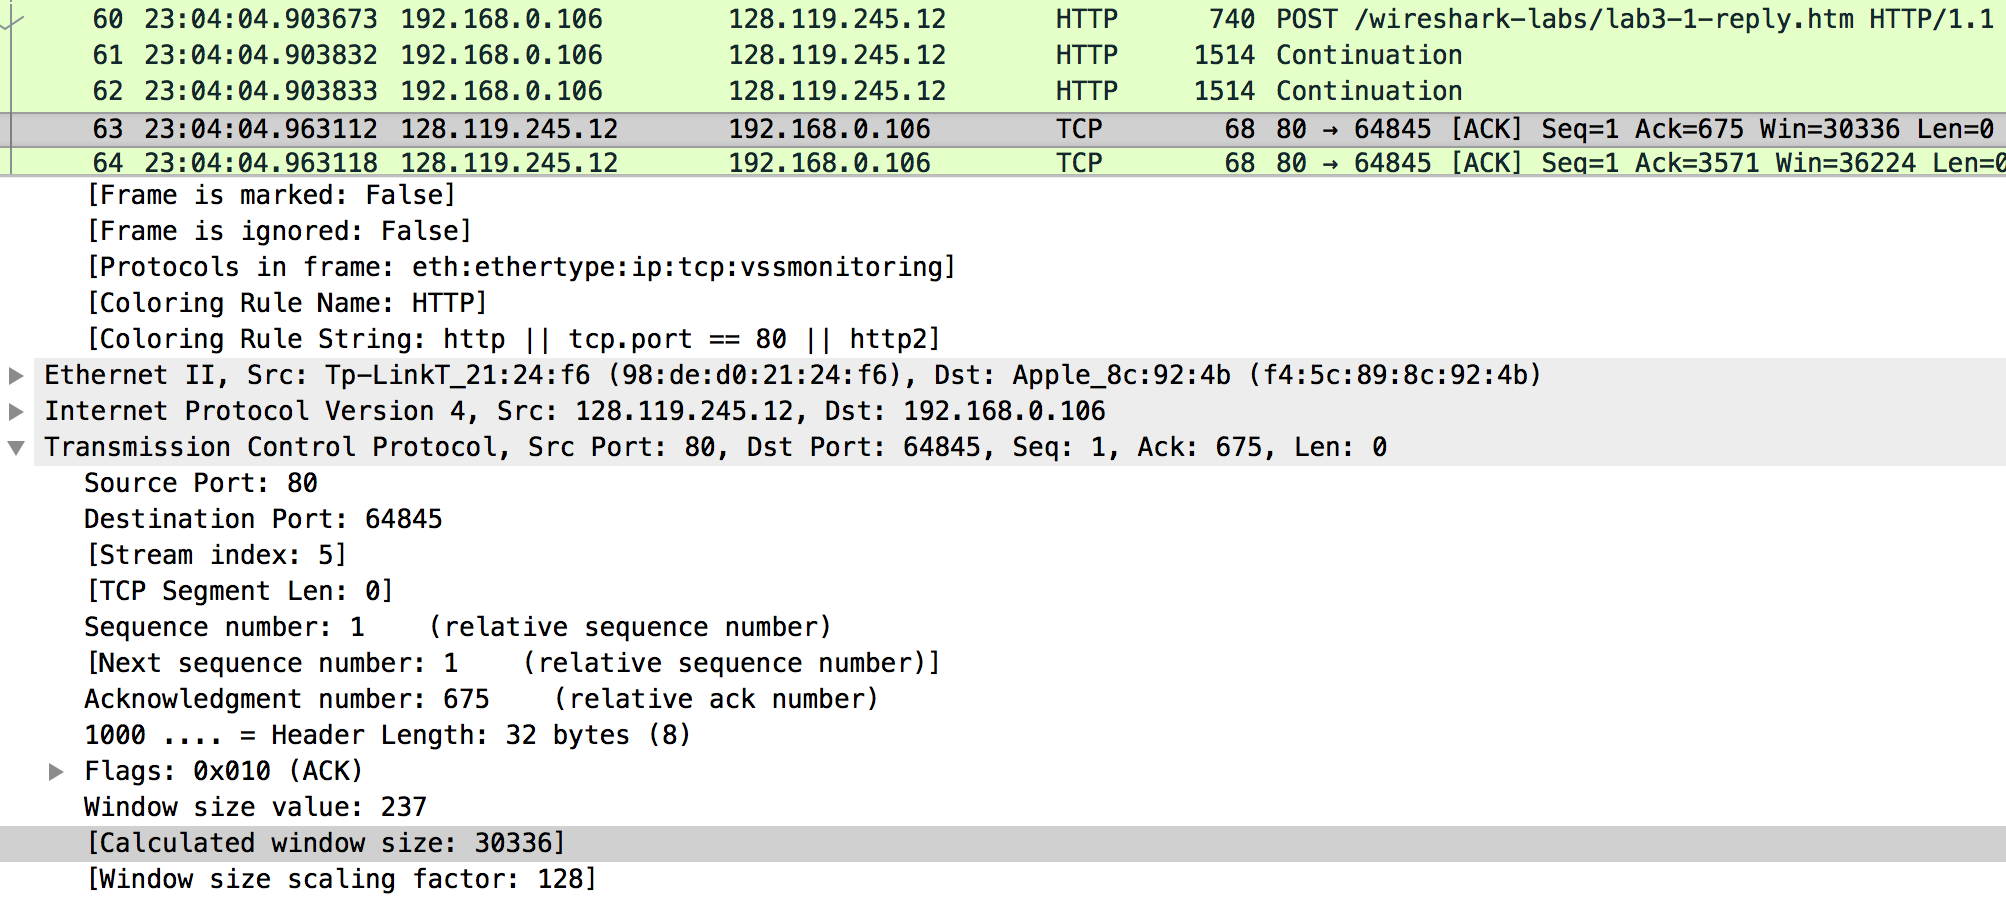 60 23:04:04.903673 192.168.0.106 128.119.245.12 HTTP 740 POST /wireshark-labs/lab3-1-reply.htm HTTP/1.1
61 23:04:04.903832 192.168.0.106 128.119.245.12 HTTP 1514 Continuation
62 23:04:04.903833 192.168.0.106 128.119.245.12 HTTP 1514 Continuation
63 23:04:04.963112 128.119.245.12 192.168.0.106 TCP 68 80 → 64845 [ACK] Seq=1 Ack=675 Win=30336 Len=0
64 23:04:04.963118 128.119.245.12 192.168.0.106 TCP 68 80 → 64845 [ACK] Seq=1 Ack=3571 Win=36224 Len=0
[Frame is marked: False]
[Frame is ignored: False]
[Protocols in frame: eth:ethertype:ip:tcp:vssmonitoring]
[Coloring Rule Name: HTTP]
[Coloring Rule String: http || tcp.port == 80 || http2]
Ethernet II, Src: Tp-LinkT_21:24:f6 (98:de:d0:21:24:f6), Dst: Apple_8c:92:4b (f4:5c:89:8c:92:4b)
Internet Protocol Version 4, Src: 128.119.245.12, Dst: 192.168.0.106
Transmission Control Protocol, Src Port: 80, Dst Port: 64845, Seq: 1, Ack: 675, Len: 0
Source Port: 80
Destination Port: 64845
[Stream index: 5]
[TCP Segment Len: 0]
Sequence number: 1 (relative sequence number)
[Next sequence number: 1 (relative sequence number)]
Acknowledgment number: 675 (relative ack number)
1000 .... = Header Length: 32 bytes (8)
Flags: 0x010 (ACK)
Window size value: 237
[Calculated window size: 30336]
[Window size scaling factor: 128]